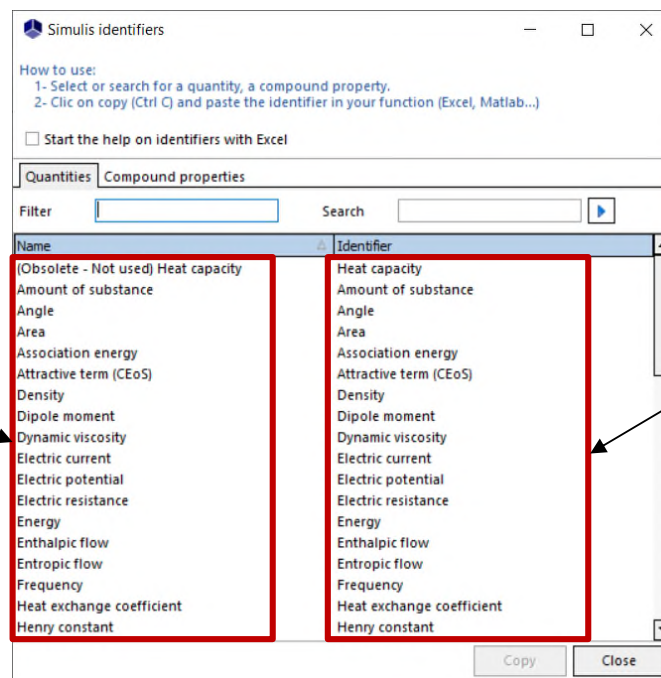 Simulis identifiers
How to use:
1- Select or search for a quantity, a compound property.
2- Clic on copy (Ctrl C) and paste the identifier in your function (Excel, Matlab...)
Start the help on identifiers with Excel
Quantities Compound properties
Filter Search
Name Identifier
(Obsolete - Not used) Heat capacity Heat capacity
Amount of substance Amount of substance
Angle Angle
Area Area
Association energy Association energy
Attractive term (CEoS) Attractive term (CEoS)
Density Density
Dipole moment Dipole moment
Dynamic viscosity Dynamic viscosity
Electric current Electric current
Electric potential Electric potential
Electric resistance Electric resistance
Energy Energy
Enthalpic flow Enthalpic flow
Entropic flow Entropic flow
Frequency Frequency
Heat exchange coefficient Heat exchange coefficient
Henry constant Henry constant
Copy Close